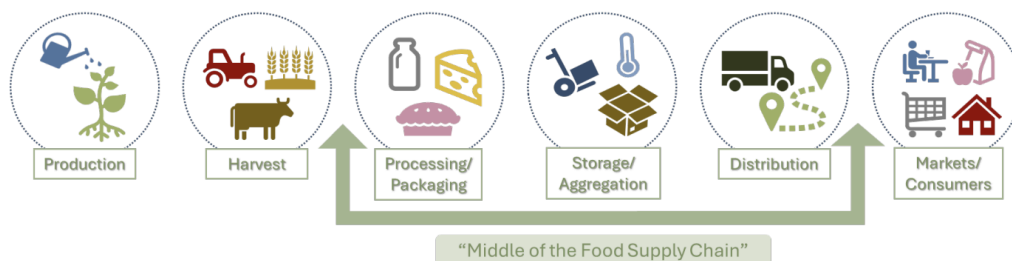 Production
Harvest
Processing/
Packaging
Storage/
Aggregation
Distribution
Markets/
Consumers
“Middle of the Food Supply Chain”